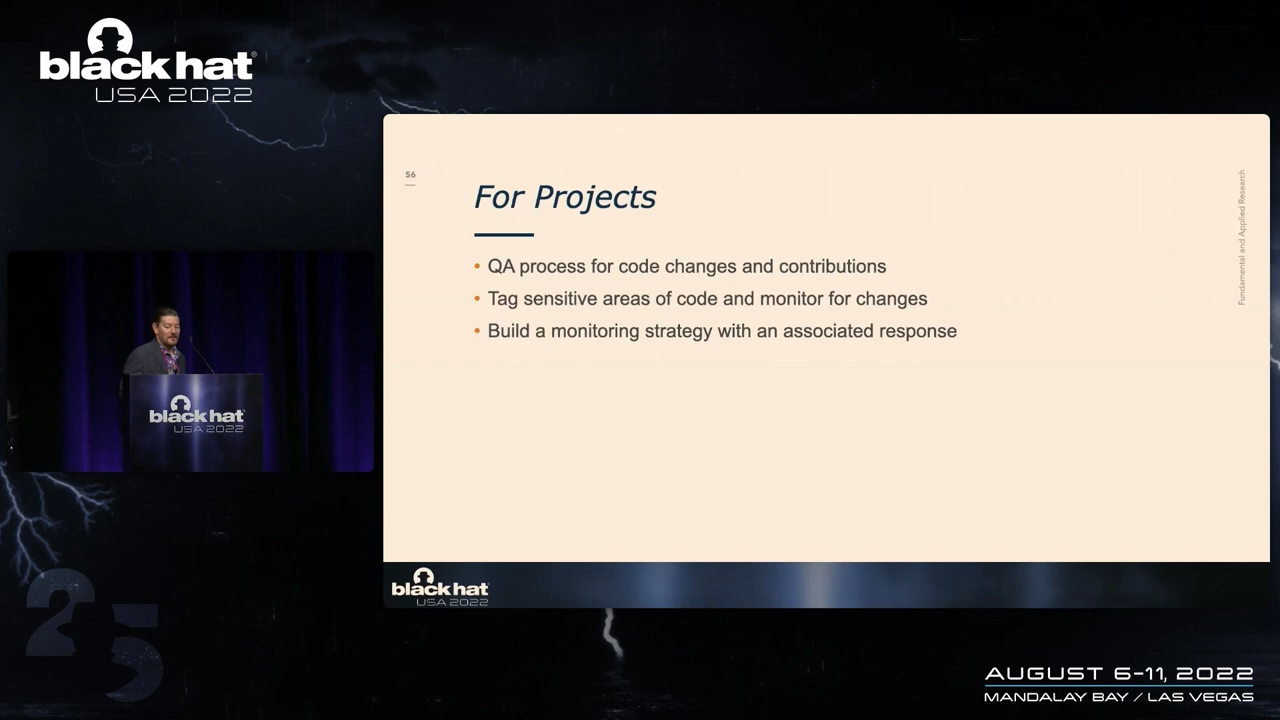 black hat®
USA 2022
56
For Projects
• QA process for code changes and contributions
• Tag sensitive areas of code and monitor for changes
• Build a monitoring strategy with an associated response
Fundamental and Applied Research
black hat
USA 2022
black hat
USA 2022
25
AUGUST 6-11, 2022
MANDALAY BAY / LAS VEGAS